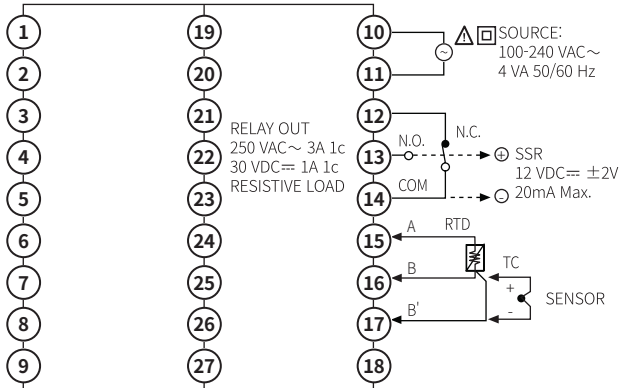 1 19 10
2 20 11
3 21 12
4 22 13
5 23 14
6 24 15
7 25 16
8 26 17
9 27 18
SOURCE:
100-240 VAC~
4 VA 50/60 Hz
RELAY OUT
250 VAC~ 3A 1c
30 VDC⎓ 1A 1c
RESISTIVE LOAD
N.O.
N.C.
COM
+ SSR
12 VDC⎓ ±2V
- 20mA Max.
A RTD
B
B'
TC
+
-
SENSOR